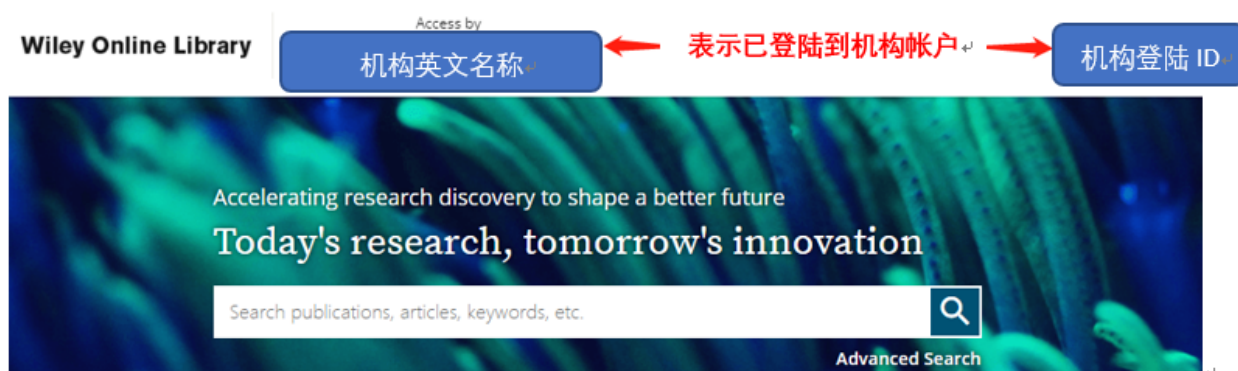 Access by
Wiley Online Library
机构英文名称
表示已登陆到机构帐户
机构登陆 ID
Accelerating research discovery to shape a better future
Today's research, tomorrow's innovation
Search publications, articles, keywords, etc.
Advanced Search